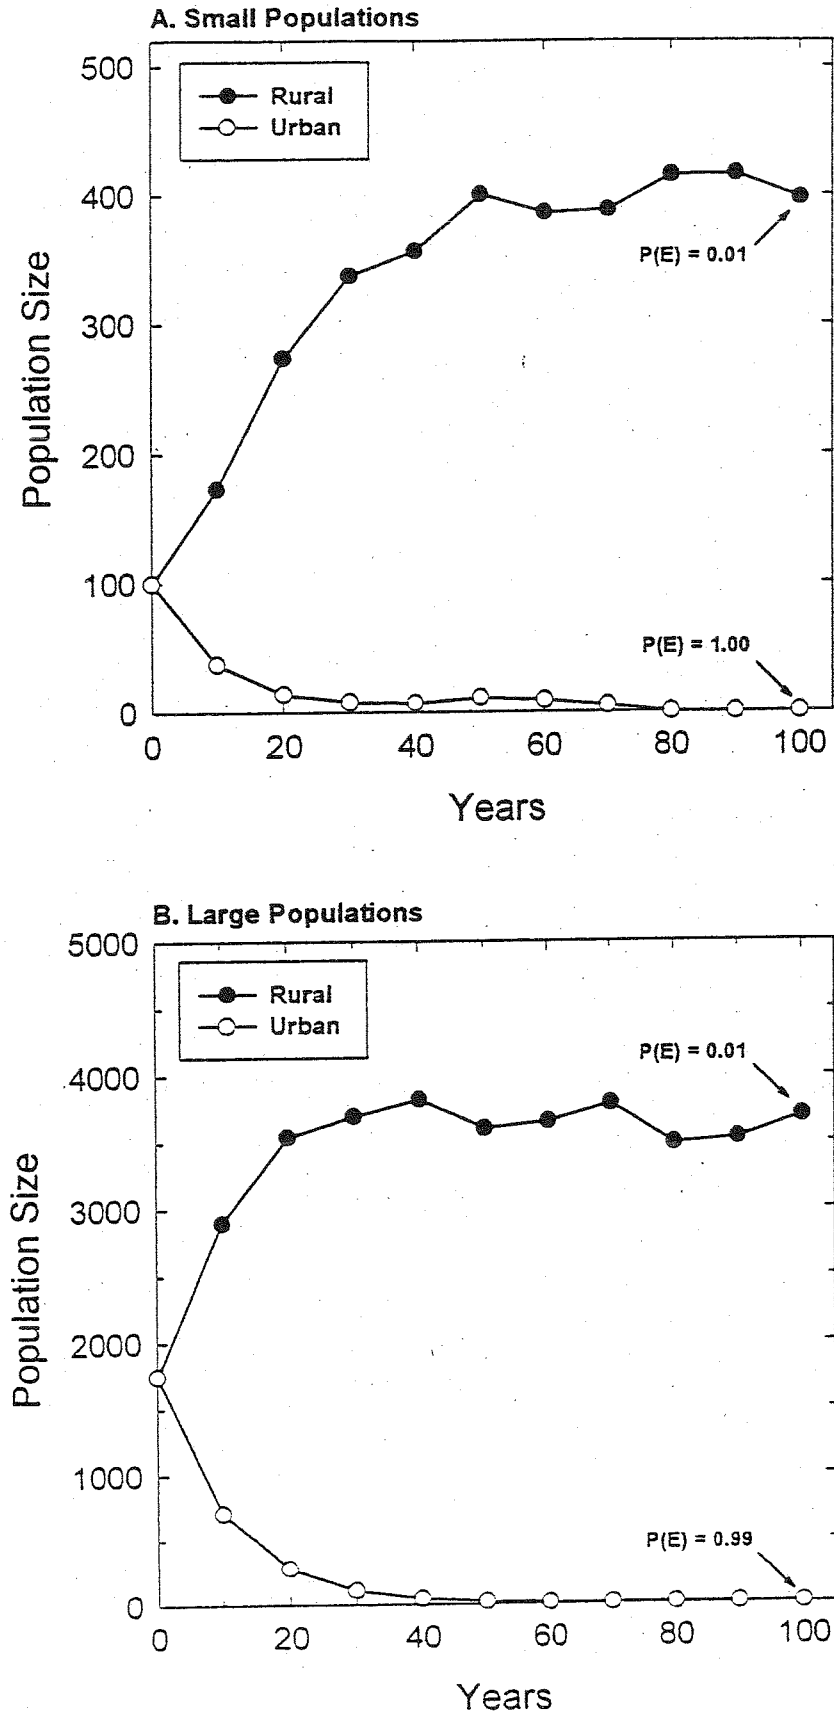 A. Small Populations
500
400
300
200
100
0
Population Size
Rural
Urban
P(E) = 0.01
P(E) = 1.00
0 20 40 60 80 100
Years
B. Large Populations
5000
4000
3000
2000
1000
0
Population Size
Rural
Urban
P(E) = 0.01
P(E) = 0.99
0 20 40 60 80 100
Years